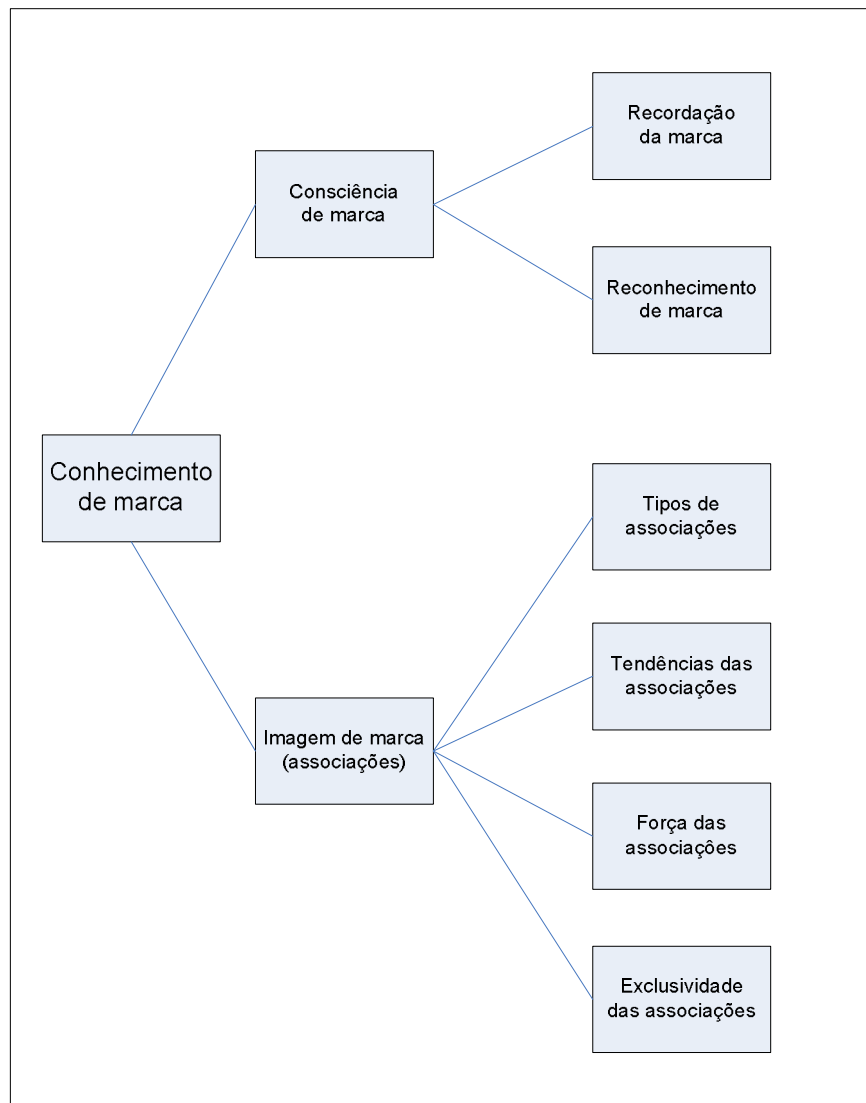 Recordação
da marca
Consciência
de marca
Reconhecimento
de marca
Conhecimento
de marca
Tipos de
associações
Tendências das
associações
Imagem de marca
(associações)
Força das
associaçôes
Exclusividade
das associações